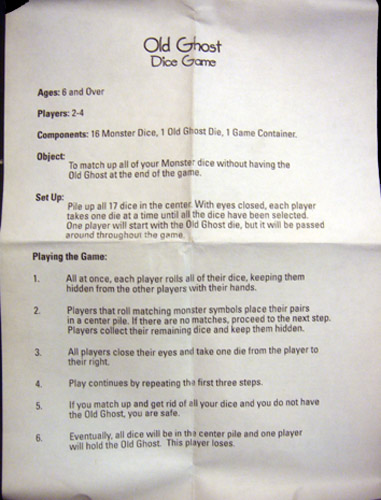 Old Ghost
Dice Game
Ages: 6 and Over
Players: 2-4
Components: 16 Monster Dice, 1 Old Ghost Die, 1 Game Container.
Object:
To match up all of your Monster dice without having the
Old Ghost at the end of the game.
Set Up:
Pile up all 17 dice in the center. With eyes closed, each player
takes one die at a time until all the dice have been selected.
One player will start with the Old Ghost die, but it will be passed
around throughout the game.
Playing the Game:
1. All at once, each player rolls all of their dice, keeping them
hidden from the other players with their hands.
2. Players that roll matching monster symbols place their pairs
in a center pile. If there are no matches, proceed to the next step.
Players collect their remaining dice and keep them hidden.
3. All players close their eyes and take one die from the player to
their right.
4. Play continues by repeating the first three steps.
5. If you match up and get rid of all your dice and you do not have
the Old Ghost, you are safe.
6. Eventually, all dice will be in the center pile and one player
will hold the Old Ghost. This player loses.